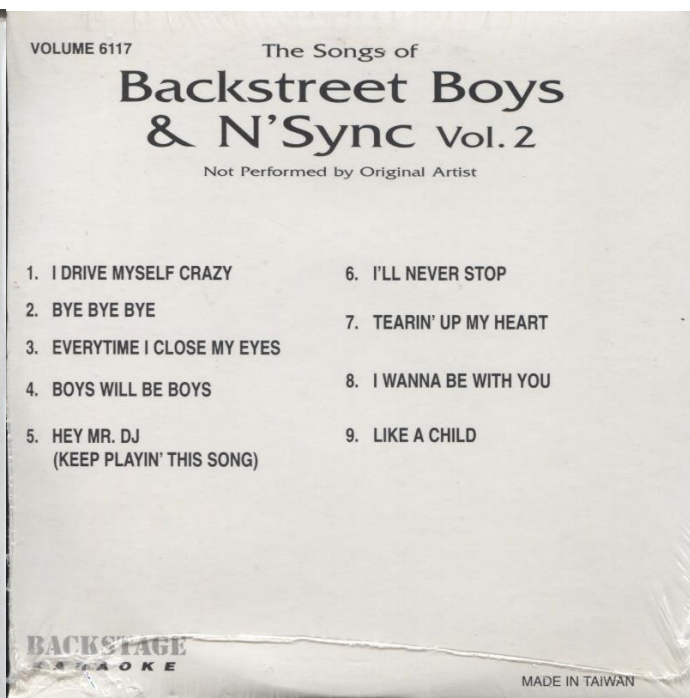 VOLUME 6117
The Songs of
Backstreet Boys
& N'Sync Vol. 2
Not Performed by Original Artist
1. I DRIVE MYSELF CRAZY
2. BYE BYE BYE
3. EVERYTIME I CLOSE MY EYES
4. BOYS WILL BE BOYS
5. HEY MR. DJ
(KEEP PLAYIN' THIS SONG)
6. I'LL NEVER STOP
7. TEARIN' UP MY HEART
8. I WANNA BE WITH YOU
9. LIKE A CHILD
BACKSTAGE
KARAOKE
MADE IN TAIWAN